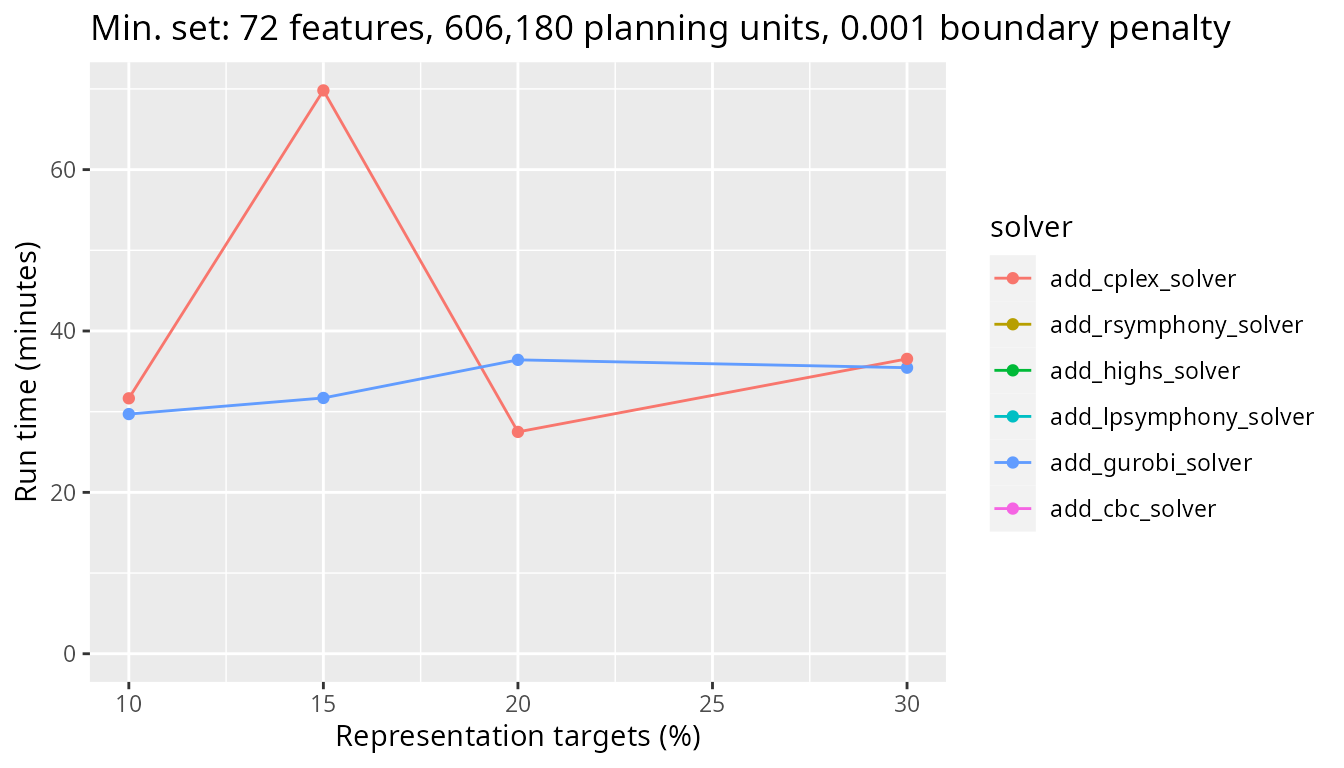 Min. set: 72 features, 606,180 planning units, 0.001 boundary penalty
Run time (minutes)
60
40
20
0
10 15 20 25 30
Representation targets (%)
solver
add_cplex_solver
add_rsymphony_solver
add_highs_solver
add_lpsymphony_solver
add_gurobi_solver
add_cbc_solver